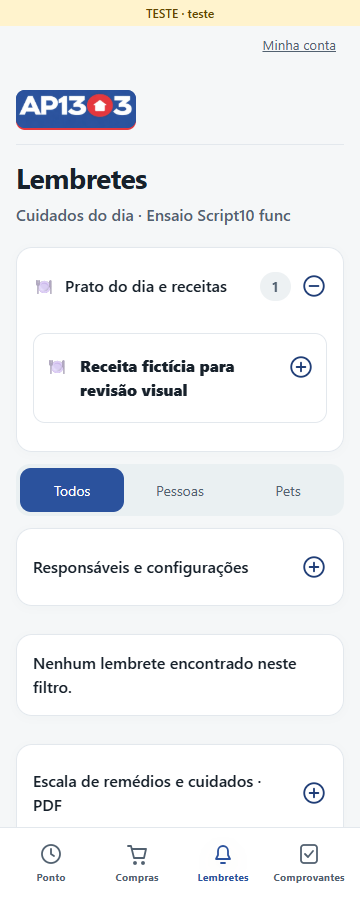 TESTE · teste
Minha conta
AP13 3
Lembretes
Cuidados do dia · Ensaio Script10 func
Prato do dia e receitas
1
Receita fictícia para
revisão visual
Todos
Pessoas
Pets
Responsáveis e configurações
Nenhum lembrete encontrado neste
filtro.
Escala de remédios e cuidados ·
PDF
Ponto
Compras
Lembretes
Comprovantes